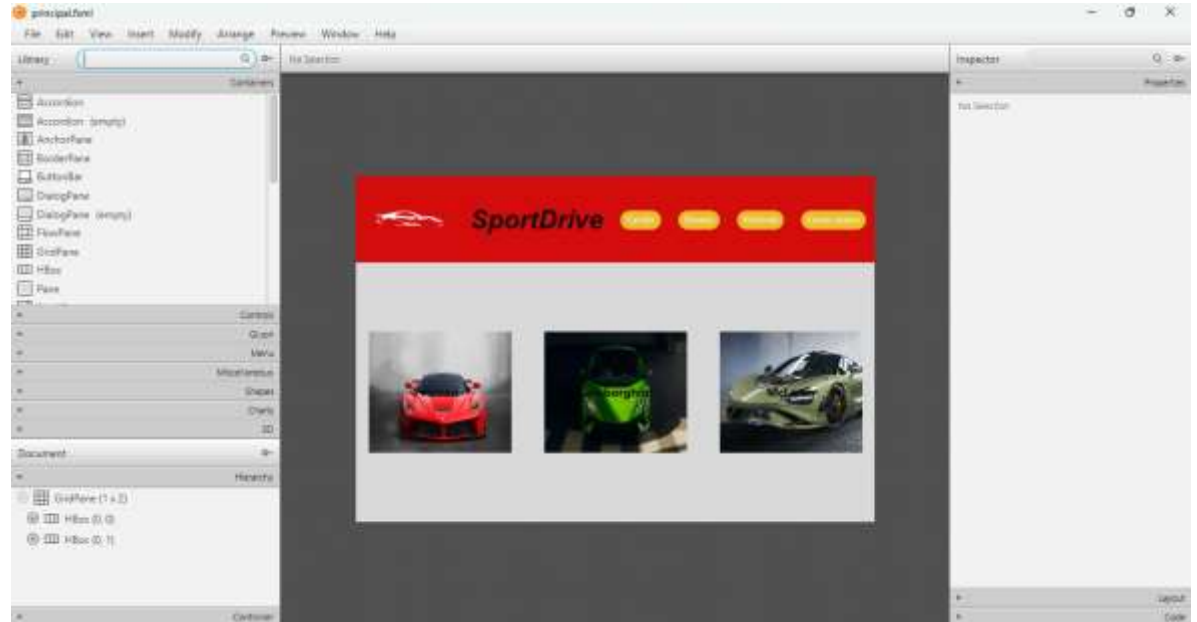 principal.fxml
File Edit View Insert Modify Arrange Preview Window Help
Library
No Selection
Inspector
Containers
Properties
Accordion
No Selection
Accordion (empty)
AnchorPane
BorderPane
ButtonBar
DialogPane
DialogPane (empty)
FlowPane
GridPane
HBox
Pane
SportDrive
Controls
Gluon
Menu
Miscellaneous
Shapes
Charts
3D
Document
Hierarchy
GridPane (1 x 2)
HBox (0, 0)
HBox (0, 1)
Controller
Layout
Code